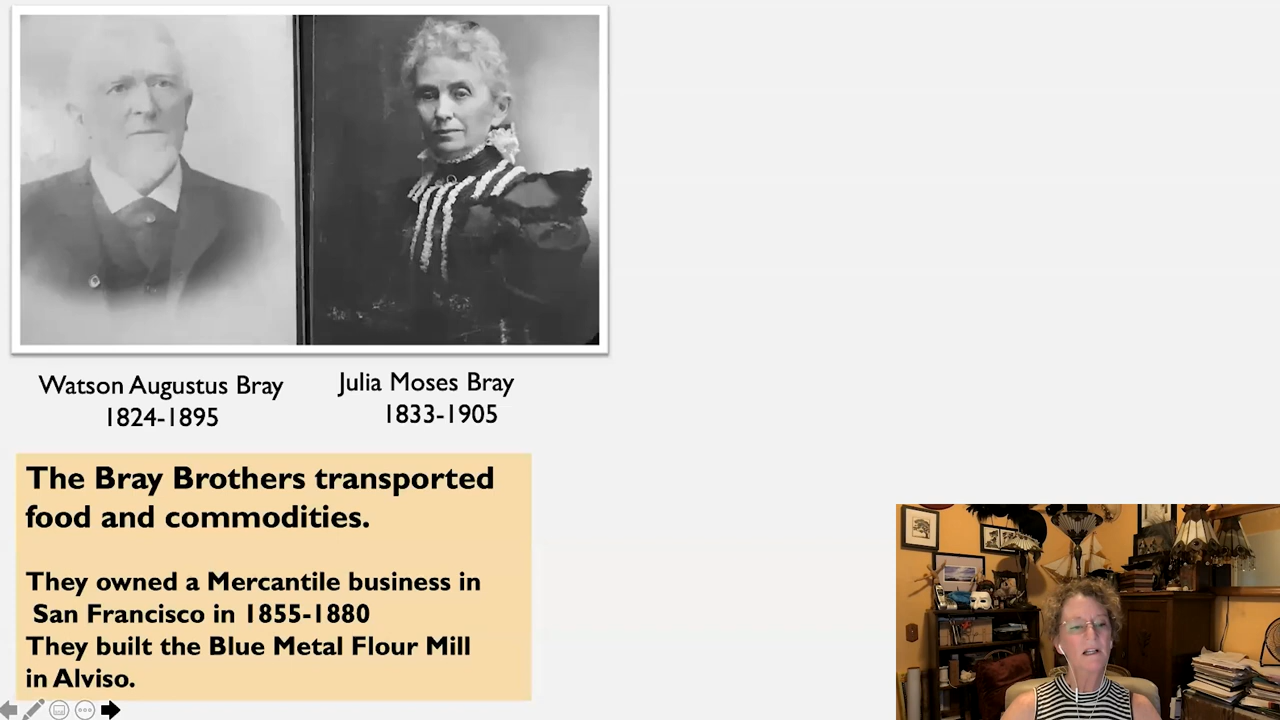 Watson Augustus Bray
1824-1895
Julia Moses Bray
1833-1905
The Bray Brothers transported
food and commodities.
They owned a Mercantile business in
San Francisco in 1855-1880
They built the Blue Metal Flour Mill
in Alviso.